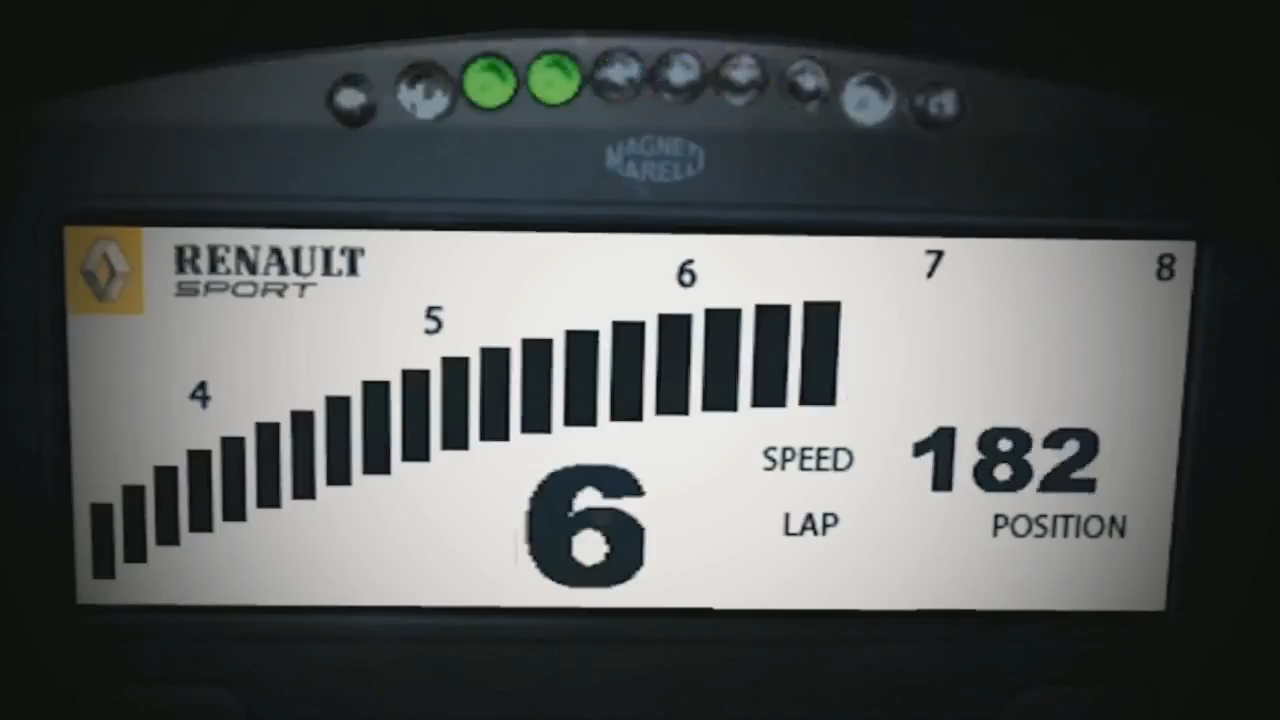 MAGNETI
MARELLI
RENAULT
SPORT
4
5
6
7
8
SPEED
182
LAP
POSITION
6